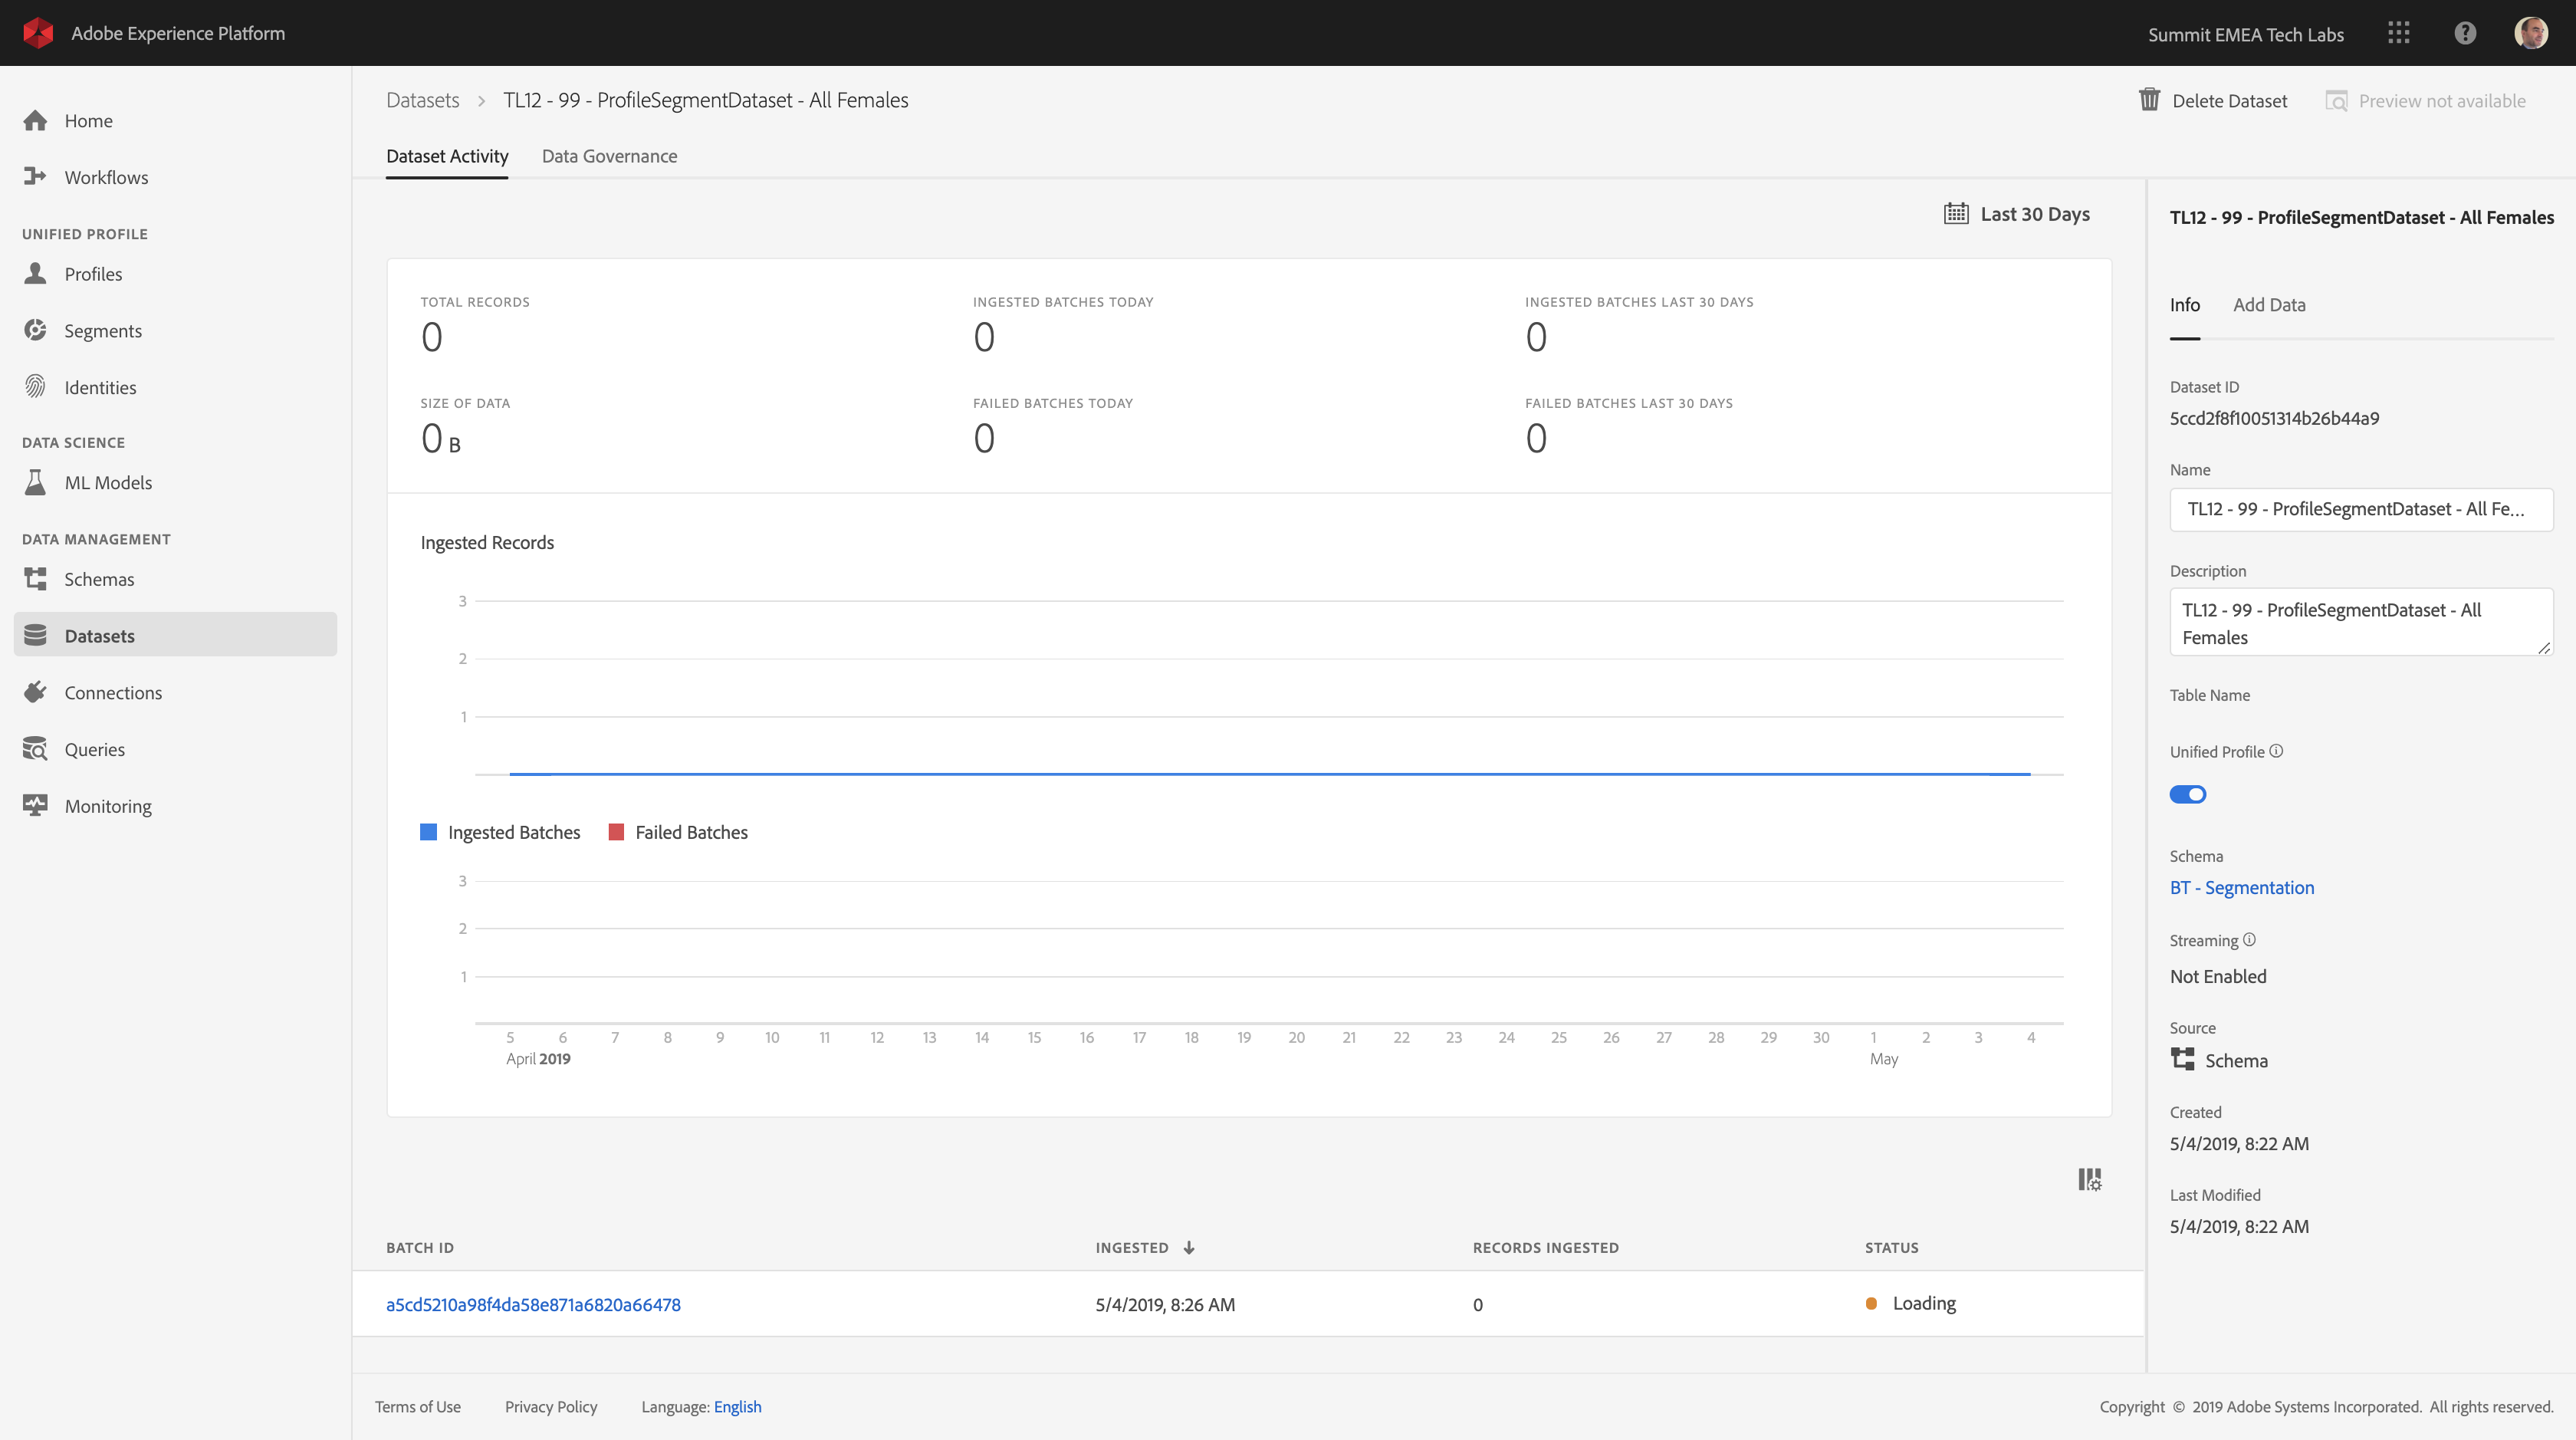 Adobe Experience Platform
Summit EMEA Tech Labs
?
Home
Workflows
UNIFIED PROFILE
Profiles
Segments
Identities
DATA SCIENCE
ML Models
DATA MANAGEMENT
Schemas
Datasets
Connections
Queries
Monitoring
Datasets > TL12 - 99 - ProfileSegmentDataset - All Females
Delete Dataset
Preview not available
Dataset Activity
Data Governance
Last 30 Days
TOTAL RECORDS
0
INGESTED BATCHES TODAY
0
INGESTED BATCHES LAST 30 DAYS
0
SIZE OF DATA
0 B
FAILED BATCHES TODAY
0
FAILED BATCHES LAST 30 DAYS
0
Ingested Records
3
2
1
Ingested Batches
Failed Batches
3
2
1
5 6 7 8 9 10 11 12 13 14 15 16 17 18 19 20 21 22 23 24 25 26 27 28 29 30 1 2 3 4
April 2019 May
BATCH ID INGESTED RECORDS INGESTED STATUS
a5cd5210a98f4da58e871a6820a66478 5/4/2019, 8:26 AM 0 Loading
TL12 - 99 - ProfileSegmentDataset - All Females
Info Add Data
Dataset ID
5ccd2f8f10051314b26b44a9
Name
TL12 - 99 - ProfileSegmentDataset - All Fe...
Description
TL12 - 99 - ProfileSegmentDataset - All
Females
Table Name
Unified Profile
Schema
BT - Segmentation
Streaming
Not Enabled
Source
Schema
Created
5/4/2019, 8:22 AM
Last Modified
5/4/2019, 8:22 AM
Terms of Use Privacy Policy Language: English
Copyright © 2019 Adobe Systems Incorporated. All rights reserved.